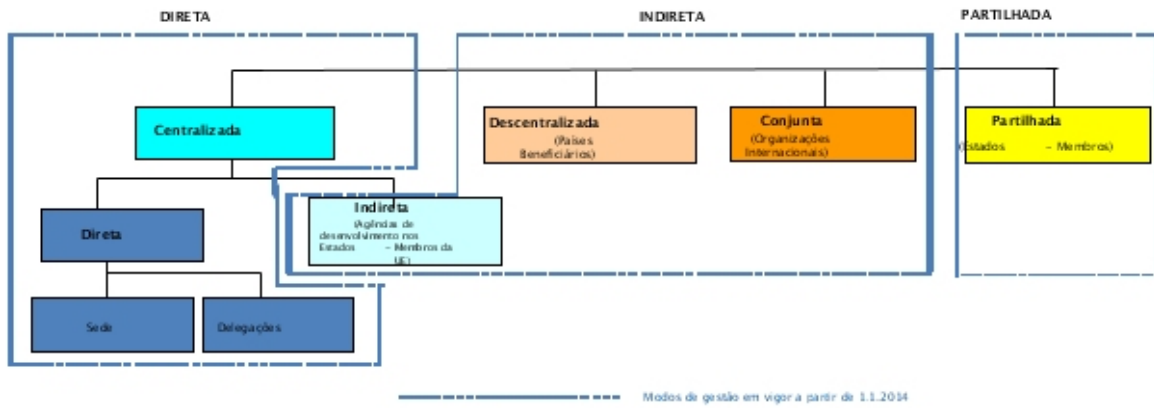 DIRETA
INDIRETA
PARTILHADA
Centralizada
Descentralizada
(Países
Beneficiários)
Conjunta
(Organizações
Internacionais)
Partilhada
(Estados – Membros)
Direta
Indireta
(Agências de
desenvolvimento nos
Estados – Membros da
UE)
Sede
Delegações
Modos de gestão em vigor a partir de 1.1.2014